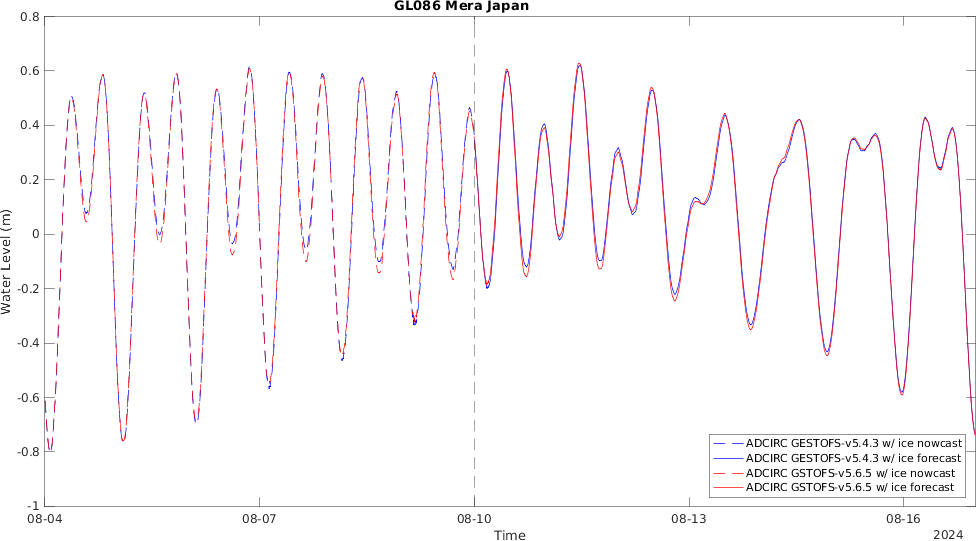 GL086 Mera Japan
0.8
0.6
0.4
0.2
0
-0.2
-0.4
-0.6
-0.8
-1
Water Level (m)
ADCIRC GESTOFS-v5.4.3 w/ ice nowcast
ADCIRC GESTOFS-v5.4.3 w/ ice forecast
ADCIRC GSTOFS-v5.6.5 w/ ice nowcast
ADCIRC GSTOFS-v5.6.5 w/ ice forecast
08-04 08-07 08-10 08-13 08-16
Time
2024